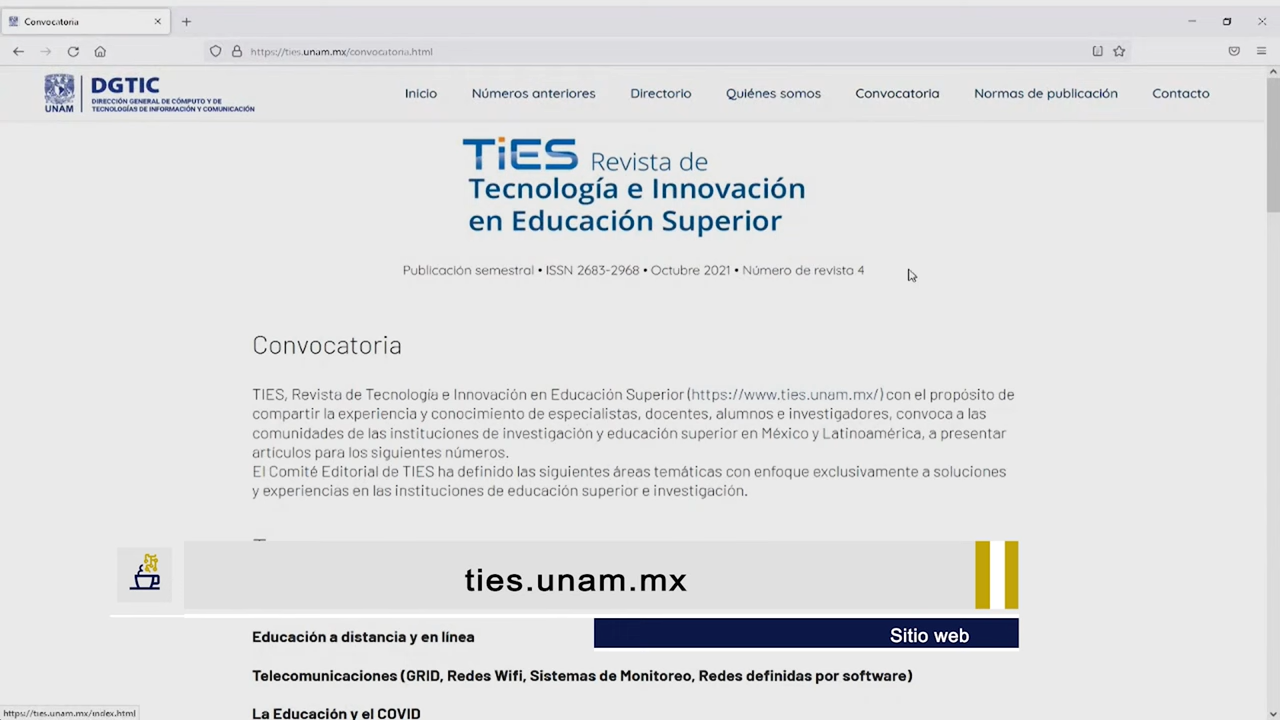 Convocatoria
https://ties.unam.mx/convocatoria.html
UNAM
DGTIC
DIRECCIÓN GENERAL DE CÓMPUTO Y DE
TECNOLOGÍAS DE INFORMACIÓN Y COMUNICACIÓN
Inicio
Números anteriores
Directorio
Quiénes somos
Convocatoria
Normas de publicación
Contacto
TiES Revista de
Tecnología e Innovación
en Educación Superior
Publicación semestral • ISSN 2683-2968 • Octubre 2021 • Número de revista 4
Convocatoria
TIES, Revista de Tecnología e Innovación en Educación Superior (https://www.ties.unam.mx/) con el propósito de
compartir la experiencia y conocimiento de especialistas, docentes, alumnos e investigadores, convoca a las
comunidades de las instituciones de investigación y educación superior en México y Latinoamérica, a presentar
artículos para los siguientes números.
El Comité Editorial de TIES ha definido las siguientes áreas temáticas con enfoque exclusivamente a soluciones
y experiencias en las instituciones de educación superior e investigación.
ties.unam.mx
Sitio web
Educación a distancia y en línea
Telecomunicaciones (GRID, Redes Wifi, Sistemas de Monitoreo, Redes definidas por software)
La Educación y el COVID
https://ties.unam.mx/index.html